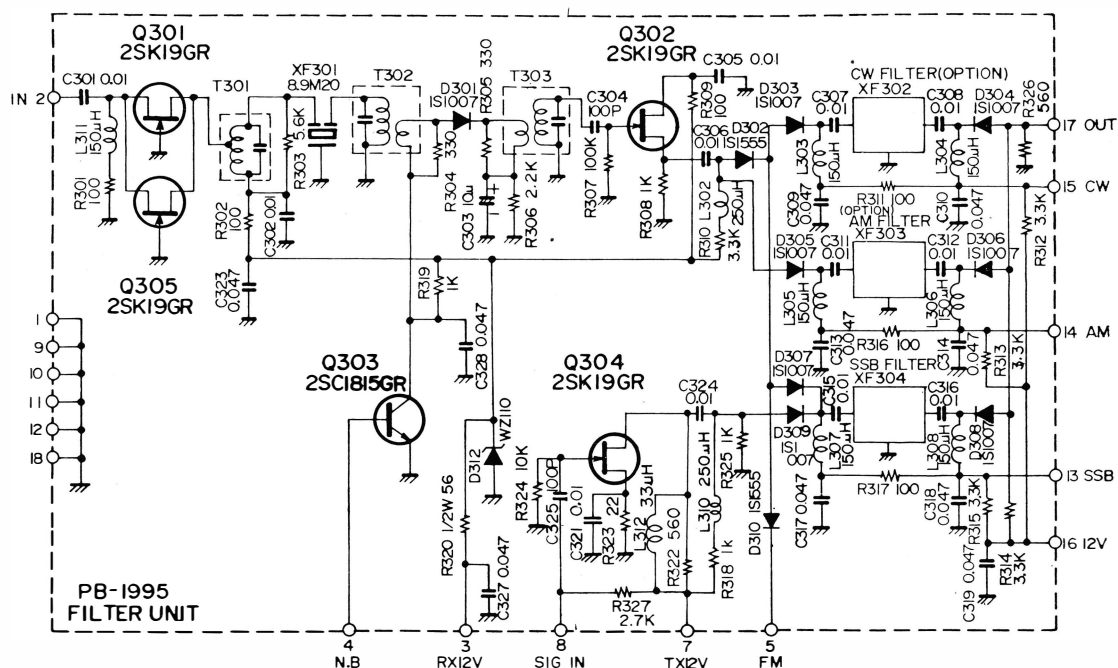 Q301
2SK19GR
C301 0.01
IN 2
L311
150μH
R301
100
Q305
2SK19GR
T301
R302
100
C302 0.01
R303
5.6K
C323
0.047
XF301
8.9M20
T302
D301
1S1007
330
R305 330
T303
R304
C303 10μ
+
R306 2.2K
Q302
2SK19GR
C304
100P
R307 100K
R308 1K
C305 0.01
R309
100
C306
0.01
D302
1S1555
L302
250μH
R310
3.3K
D303
1S1007
C307
0.01
CW FILTER(OPTION)
XF302
C308
0.01
D304
1S1007
R326
560
17 OUT
L303
150μH
L304
150μH
C309
0.047
R311 100
C310
0.047
15 CW
R312
3.3K
(OPTION)
AM FILTER
XF303
D305
1S1007
C311
0.01
C312
0.01
D306
1S1007
L305
150μH
L306
150μH
C313
0.047
R316 100
C314
0.047
R313
3.3K
14 AM
SSB FILTER
XF304
D307
1S1007
C315
0.01
C316
0.01
D309
1S1
007
D308
1S1007
L307
150μH
L308
150μH
C317 0.047
R317 100
C318
0.047
R315 3.3K
13 SSB
R314
3.3K
C319 0.047
16 12V
1
9
10
11
12
18
R319
1K
C328 0.047
Q303
2SC1815GR
D312
WZ110
R320 1/2W 56
C327 0.047
Q304
2SK19GR
R324 10K
C325
100P
C321
0.01
R323
22
L312
33μH
R322 560
C324
0.01
L310 250μH
R318 1k
R325 1K
D310 1S1555
R327
2.7K
PB-1995
FILTER UNIT
4
N.B
3
RX12V
8
SIG IN
7
TX12V
5
FM